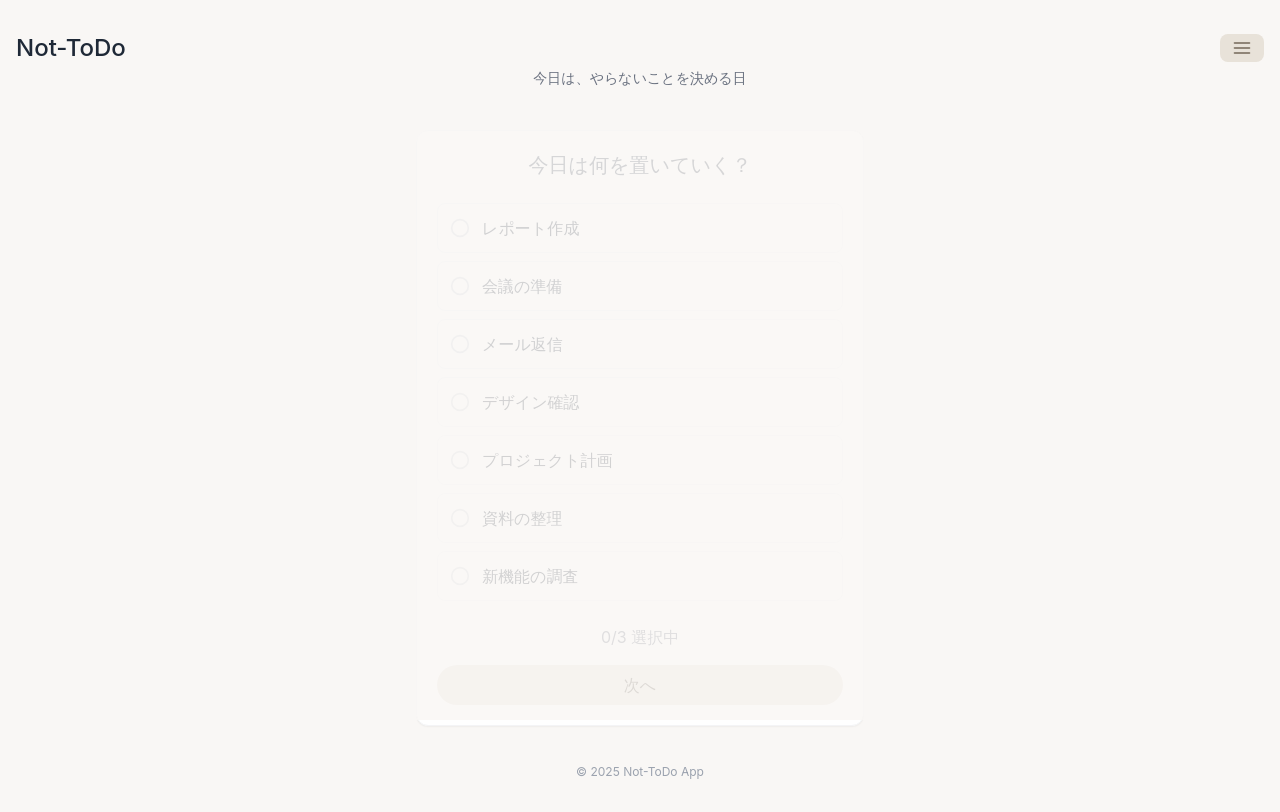 Not-ToDo
今日は、やらないことを決める日
今日は何を置いていく？
レポート作成
会議の準備
メール返信
デザイン確認
プロジェクト計画
資料の整理
新機能の調査
0/3 選択中
次へ
© 2025 Not-ToDo App